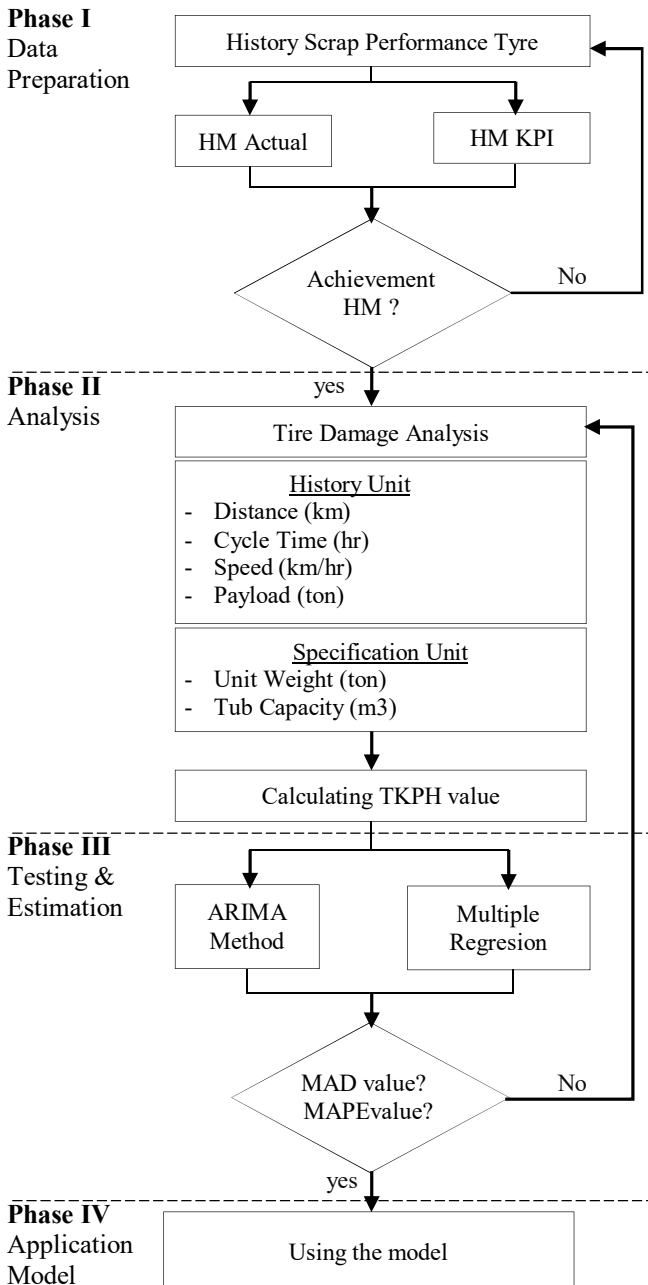 Phase I
Data
Preparation
History Scrap Performance Tyre
HM Actual
HM KPI
Achievement
HM ?
No
yes
Phase II
Analysis
Tire Damage Analysis
History Unit
- Distance (km)
- Cycle Time (hr)
- Speed (km/hr)
- Payload (ton)
Specification Unit
- Unit Weight (ton)
- Tub Capacity (m3)
Calculating TKPH value
Phase III
Testing &
Estimation
ARIMA
Method
Multiple
Regresion
MAD value?
MAPEvalue?
No
yes
Phase IV
Application
Model
Using the model